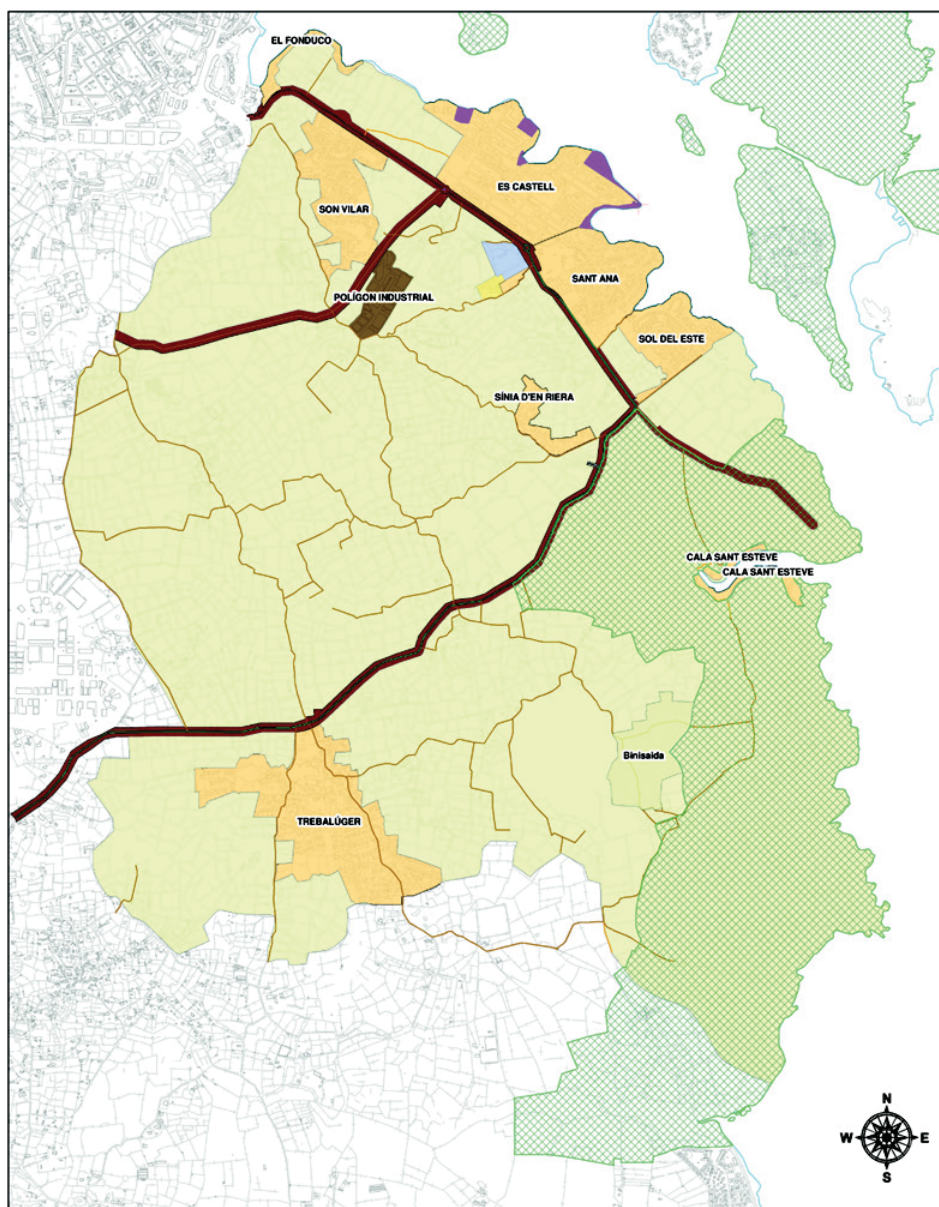 EL FONDUCO
ES CASTELL
SON VILAR
SANT ANA
POLÍGON INDUSTRIAL
SOL DEL ESTE
SÍNIA D'EN RIERA
CALA SANT ESTEVE
CALA SANT ESTEVE
Binisaida
TREBALÚGER
N
W
E
S